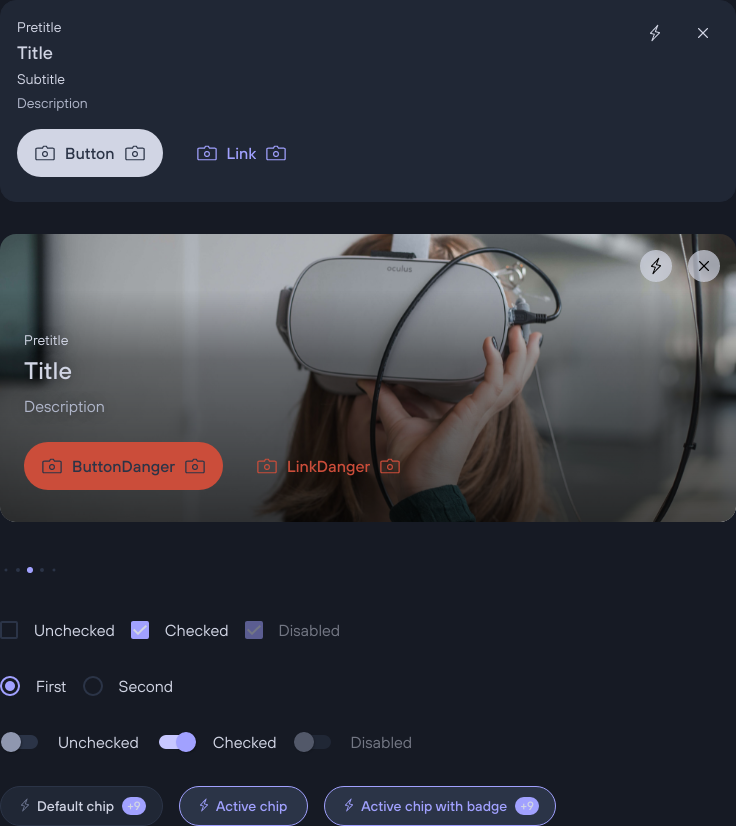 Pretitle
Title
Subtitle
Description
Button Link
oculus
Pretitle
Title
Description
ButtonDanger LinkDanger
Unchecked Checked Disabled
First Second
Unchecked Checked Disabled
Default chip +9 Active chip Active chip with badge +9